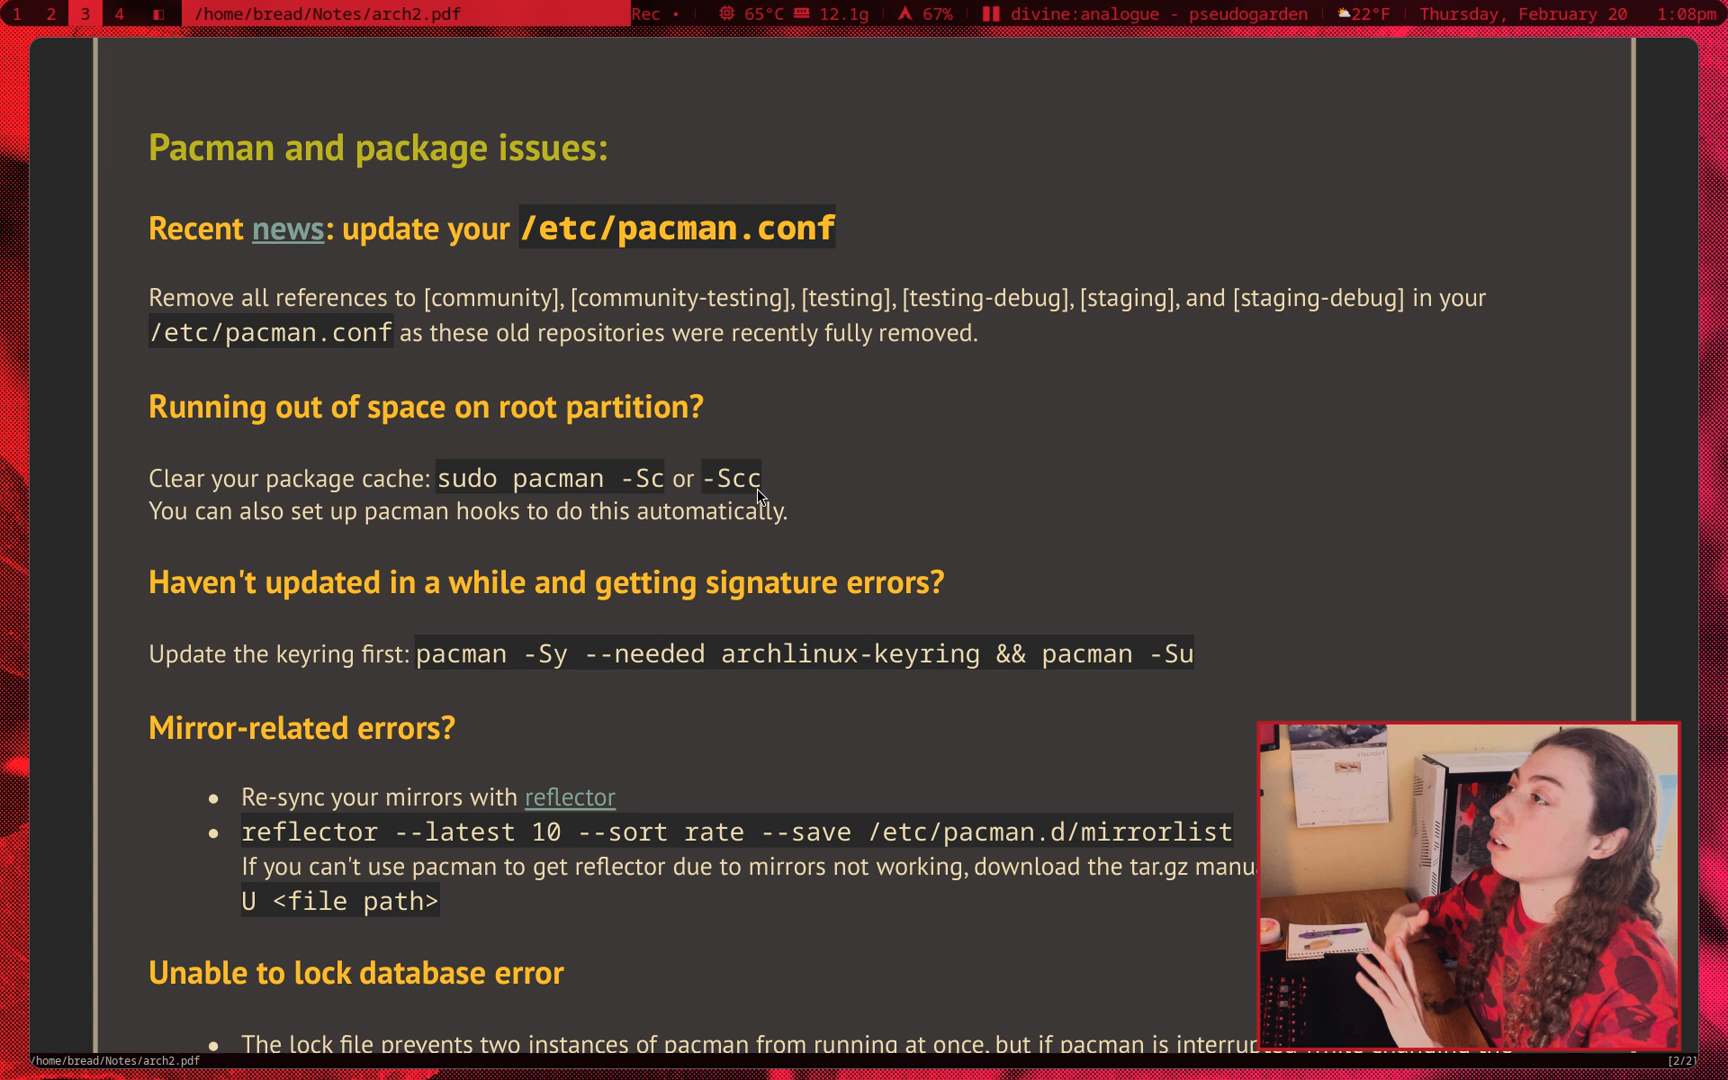 1 2 3 4 /home/bread/Notes/arch2.pdf Rec • 65°C 12.1g 67% divine:analogue - pseudogarden 22°F Thursday, February 20 1:08pm
Pacman and package issues:
Recent news: update your /etc/pacman.conf
Remove all references to [community], [community-testing], [testing], [testing-debug], [staging], and [staging-debug] in your
/etc/pacman.conf as these old repositories were recently fully removed.
Running out of space on root partition?
Clear your package cache: sudo pacman -Sc or -Scc
You can also set up pacman hooks to do this automatically.
Haven't updated in a while and getting signature errors?
Update the keyring first: pacman -Sy --needed archlinux-keyring && pacman -Su
Mirror-related errors?
• Re-sync your mirrors with reflector
• reflector --latest 10 --sort rate --save /etc/pacman.d/mirrorlist
If you can't use pacman to get reflector due to mirrors not working, download the tar.gz
U <file path>
Unable to lock database error
• The lock file prevents two instances of pacman from running at once, but if pacman is
/home/bread/Notes/arch2.pdf [2/2]